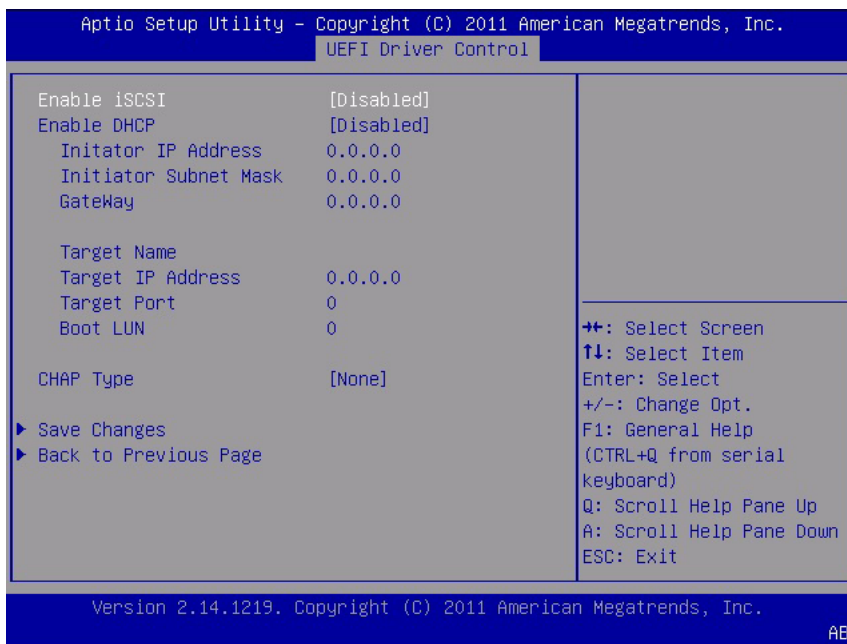 Aptio Setup Utility – Copyright (C) 2011 American Megatrends, Inc.
UEFI Driver Control
Enable iSCSI [Disabled]
Enable DHCP [Disabled]
Initator IP Address 0.0.0.0
Initiator Subnet Mask 0.0.0.0
GateWay 0.0.0.0
Target Name
Target IP Address 0.0.0.0
Target Port 0
Boot LUN 0
CHAP Type [None]
▶ Save Changes
▶ Back to Previous Page
→←: Select Screen
↑↓: Select Item
Enter: Select
+/-: Change Opt.
F1: General Help
(CTRL+Q from serial
keyboard)
Q: Scroll Help Pane Up
A: Scroll Help Pane Down
ESC: Exit
Version 2.14.1219. Copyright (C) 2011 American Megatrends, Inc.